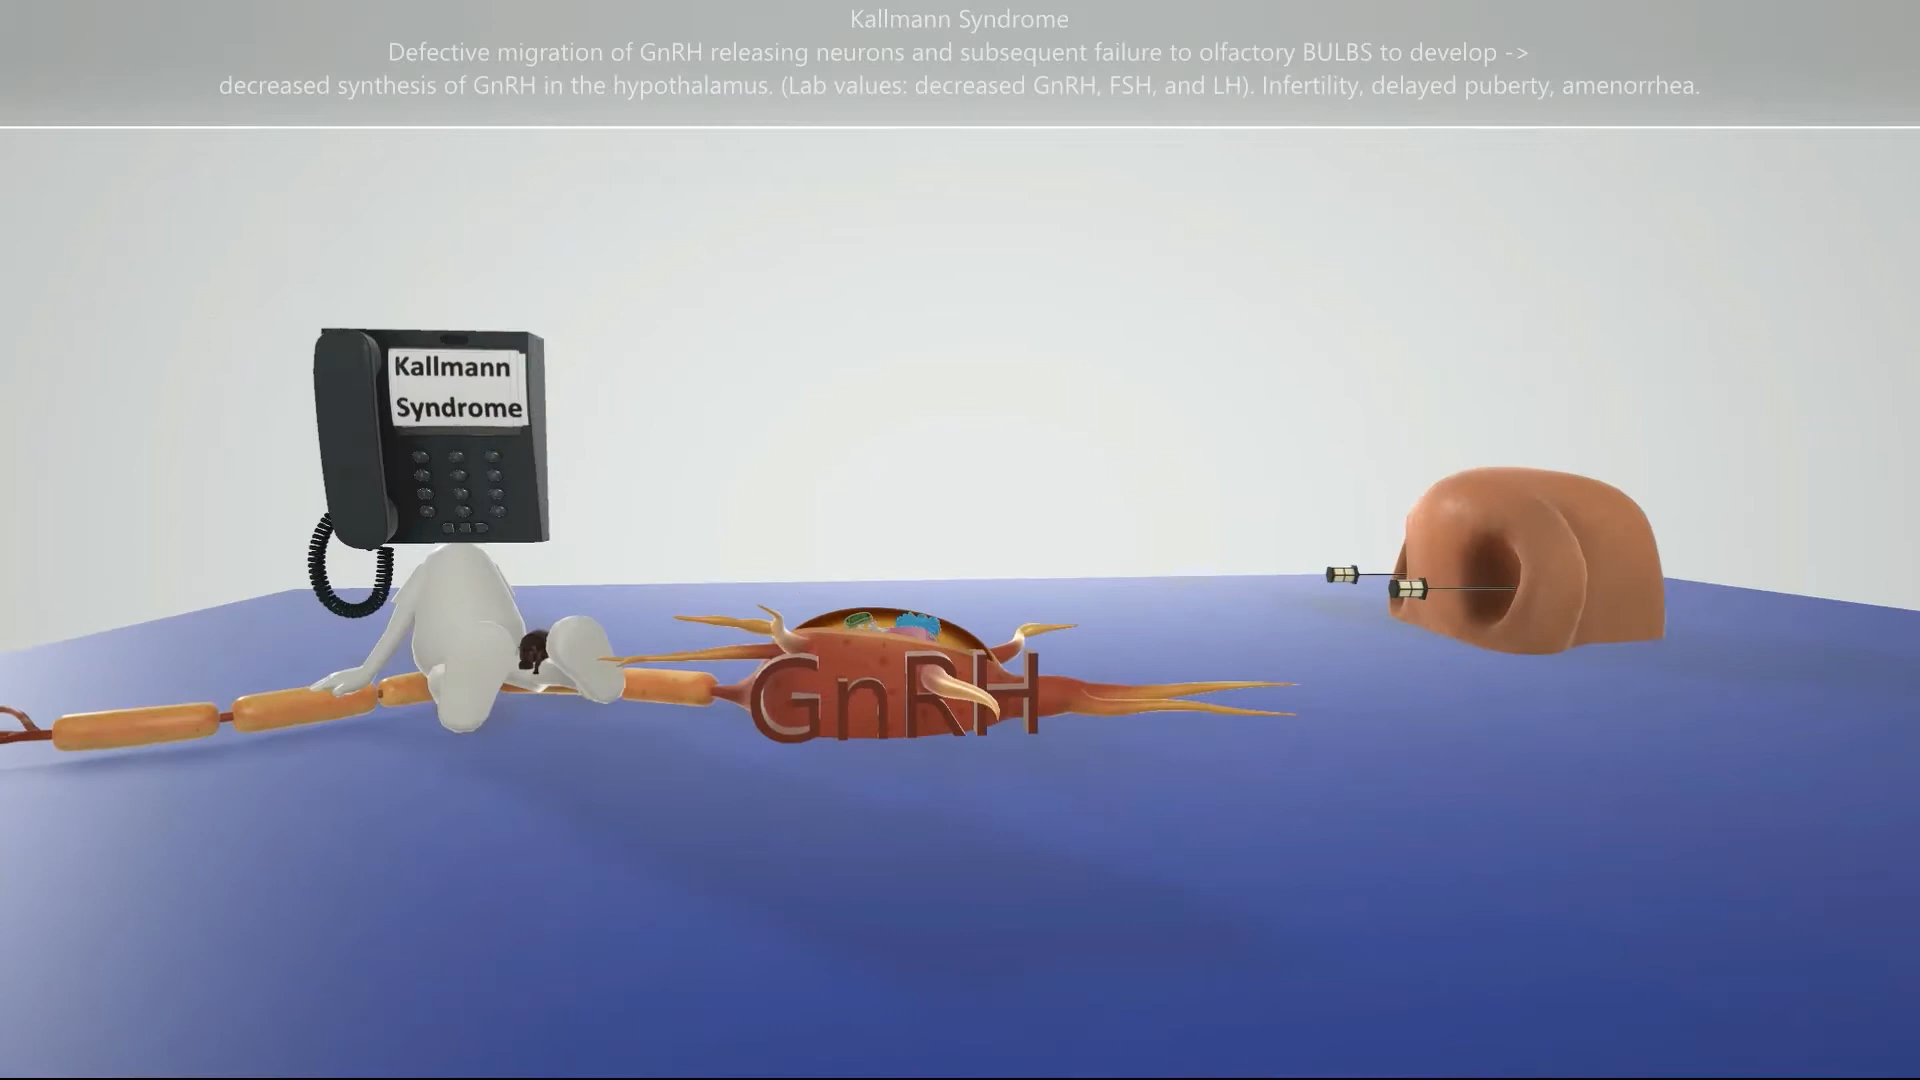 Kallmann Syndrome
Defective migration of GnRH releasing neurons and subsequent failure to olfactory BULBS to develop ->
decreased synthesis of GnRH in the hypothalamus. (Lab values: decreased GnRH, FSH, and LH). Infertility, delayed puberty, amenorrhea.
Kallmann
Syndrome
GnRH